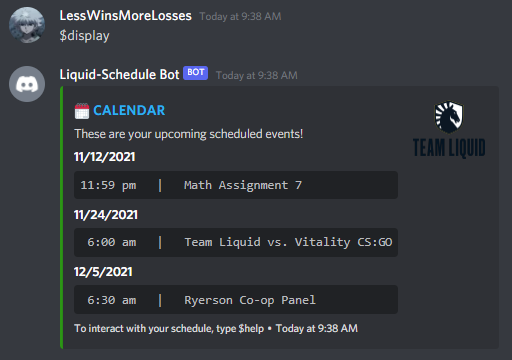 LessWinsMoreLosses Today at 9:38 AM
$display
Liquid-Schedule Bot BOT Today at 9:38 AM
CALENDAR
TEAM LIQUID
These are your upcoming scheduled events!
11/12/2021
11:59 pm | Math Assignment 7
11/24/2021
6:00 am | Team Liquid vs. Vitality CS:GO
12/5/2021
6:30 am | Ryerson Co-op Panel
To interact with your schedule, type $help • Today at 9:38 AM